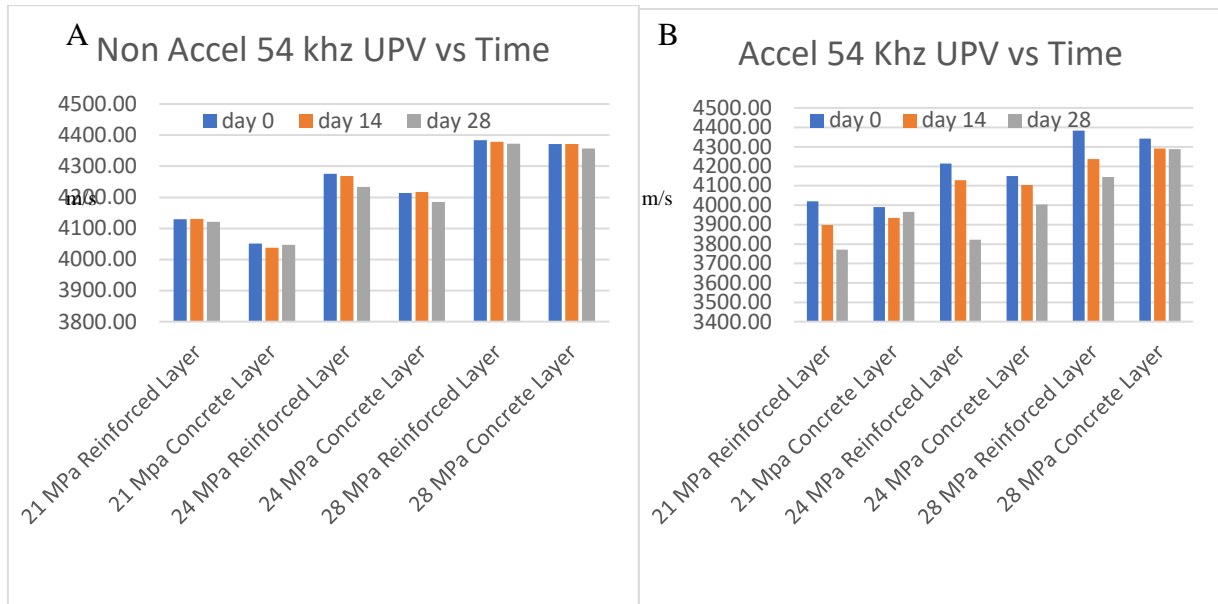 A
Non Accel 54 khz UPV vs Time
4500.00
4400.00
4300.00
4200.00
4100.00
4000.00
3900.00
3800.00
m/s
day 0 day 14 day 28
21 MPa Reinforced Layer
21 Mpa Concrete Layer
24 MPa Reinforced Layer
24 MPa Concrete Layer
28 MPa Reinforced Layer
28 MPa Concrete Layer
B
Accel 54 Khz UPV vs Time
4500.00
4400.00
4300.00
4200.00
4100.00
4000.00
3900.00
3800.00
3700.00
3600.00
3500.00
3400.00
m/s
day 0 day 14 day 28
21 MPa Reinforced Layer
21 Mpa Concrete Layer
24 MPa Reinforced Layer
24 MPa Concrete Layer
28 MPa Reinforced Layer
28 MPa Concrete Layer